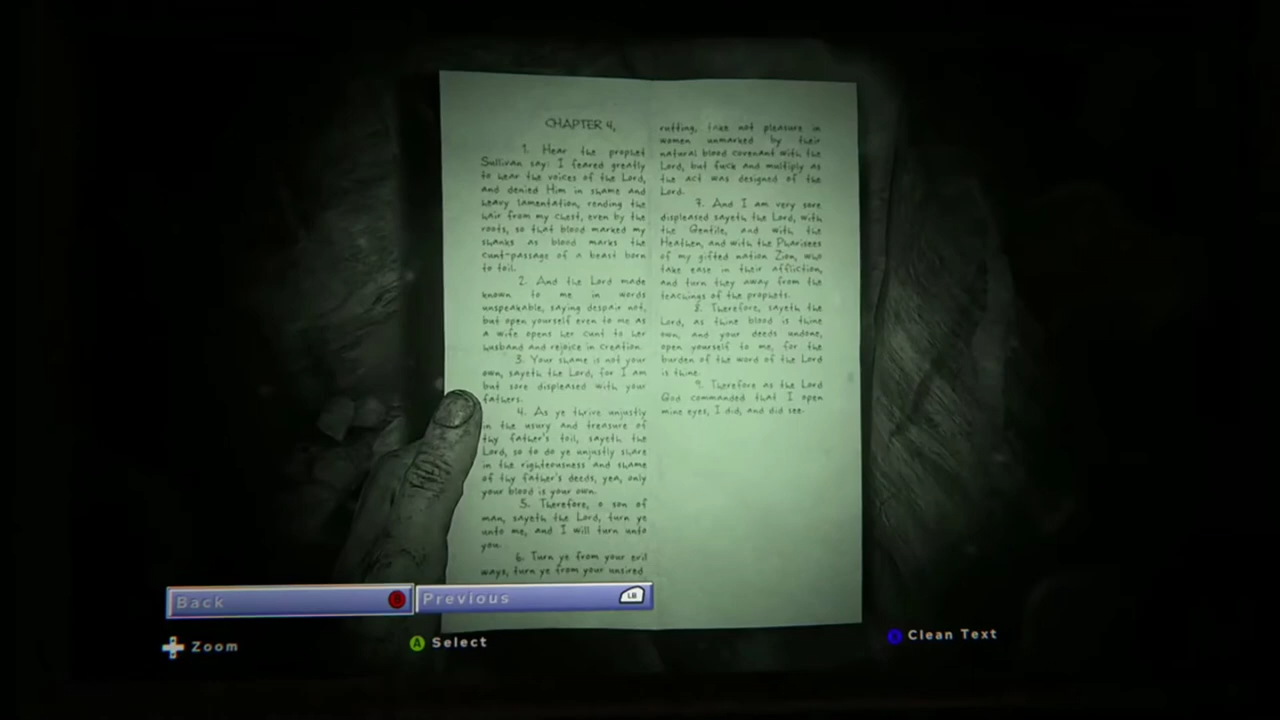 CHAPTER 4,
1. Hear the prophet
Sullivan say: I feared greatly
to hear the voices of the Lord,
and denied Him in shame and
heavy lamentation, rending the
hair from my chest, even by the
roots, so that blood marked my
shanks as blood marks the
cunt-passage of a beast born
to toil.
2. And the Lord made
known to me in words
unspeakable, saying despair not,
but open yourself even to me as
a wife opens her cunt to her
husband and rejoice in creation.
3. Your shame is not your
own, sayeth the Lord, for I am
but sore displeased with your
fathers.
4. As ye thrive unjustly
in the usury and treasure of
thy father's toil, sayeth the
Lord, so to do ye unjustly share
in the righteousness and shame
of thy father's deeds, yea, only
your blood is your own.
5. Therefore, o son of
man, sayeth the Lord, turn ye
unto me, and I will turn unto
you.
6. Turn ye from your evil
ways, turn ye from your unsired
rutting, take not pleasure in
women unmarked by their
natural blood covenant with the
Lord, but fuck and multiply as
the act was designed of the
Lord.
7. And I am very sore
displeased sayeth the Lord, with
the Gentile, and with the
Heathen, and with the Pharisees
of my gifted nation Zion, who
take ease in their affliction,
and turn they away from the
teachings of the prophets.
8. Therefore, sayeth the
Lord, as thine blood is thine
own, and your deeds undone,
open yourself to me, for the
burden of the word of the Lord
is thine.
9. Therefore as the Lord
God commanded that I open
mine eyes, I did, and did see.
Back B
Previous LB
Zoom
A Select
Clean Text